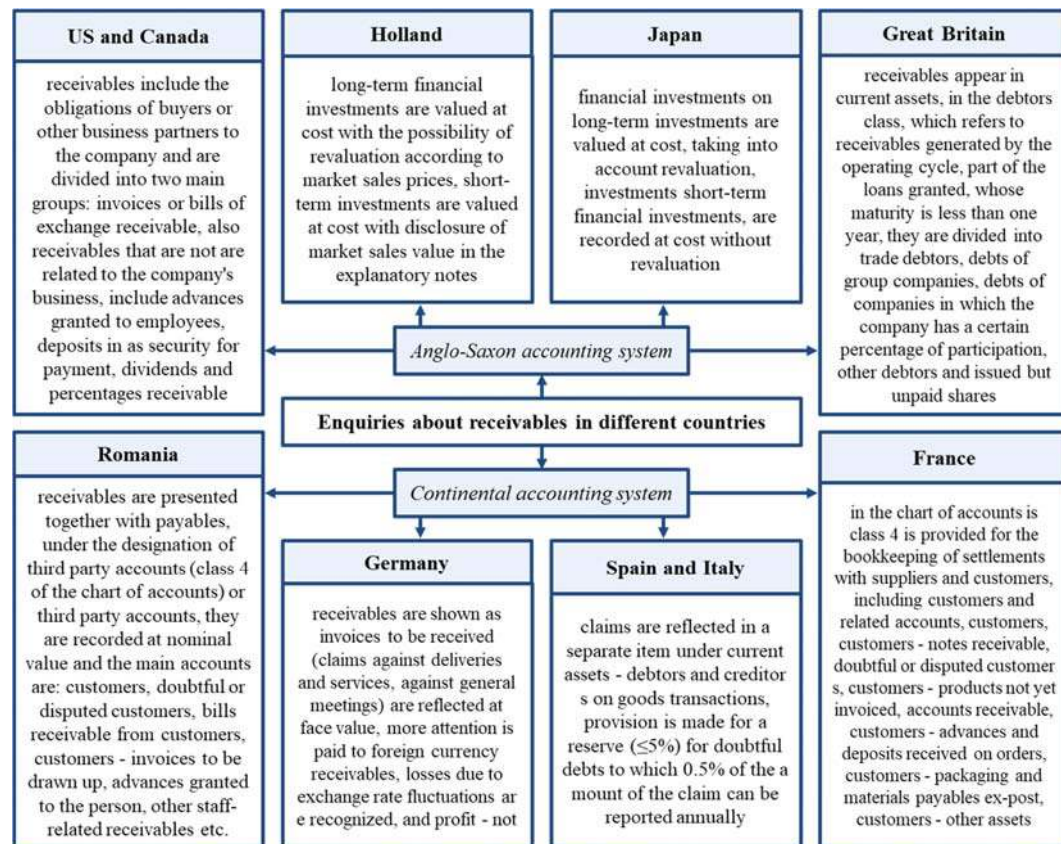 US and Canada
receivables include the
obligations of buyers or
other business partners to
the company and are
divided into two main
groups: invoices or bills of
exchange receivable, also
receivables that are not are
related to the company's
business, include advances
granted to employees,
deposits in as security for
payment, dividends and
percentages receivable
Holland
long-term financial
investments are valued at
cost with the possibility of
revaluation according to
market sales prices, short-
term investments are valued
at cost with disclosure of
market sales value in the
explanatory notes
Japan
financial investments on
long-term investments are
valued at cost, taking into
account revaluation,
investments short-term
financial investments, are
recorded at cost without
revaluation
Great Britain
receivables appear in
current assets, in the debtors
class, which refers to
receivables generated by the
operating cycle, part of the
loans granted, whose
maturity is less than one
year, they are divided into
trade debtors, debts of
group companies, debts of
companies in which the
company has a certain
percentage of participation,
other debtors and issued but
unpaid shares
Anglo-Saxon accounting system
Enquiries about receivables in different countries
Continental accounting system
Romania
receivables are presented
together with payables,
under the designation of
third party accounts (class 4
of the chart of accounts) or
third party accounts, they
are recorded at nominal
value and the main accounts
are: customers, doubtful or
disputed customers, bills
receivable from customers,
customers - invoices to be
drawn up, advances granted
to the person, other staff-
related receivables etc.
Germany
receivables are shown as
invoices to be received
(claims against deliveries
and services, against general
meetings) are reflected at
face value, more attention is
paid to foreign currency
receivables, losses due to
exchange rate fluctuations ar
e recognized, and profit - not
Spain and Italy
claims are reflected in a
separate item under current
assets - debtors and creditor
s on goods transactions,
provision is made for a
reserve (≤5%) for doubtful
debts to which 0.5% of the a
mount of the claim can be
reported annually
France
in the chart of accounts is
class 4 is provided for the
bookkeeping of settlements
with suppliers and customers,
including customers and
related accounts, customers,
customers - notes receivable,
doubtful or disputed customer
s, customers - products not yet
invoiced, accounts receivable,
customers - advances and
deposits received on orders,
customers - packaging and
materials payables ex-post,
customers - other assets